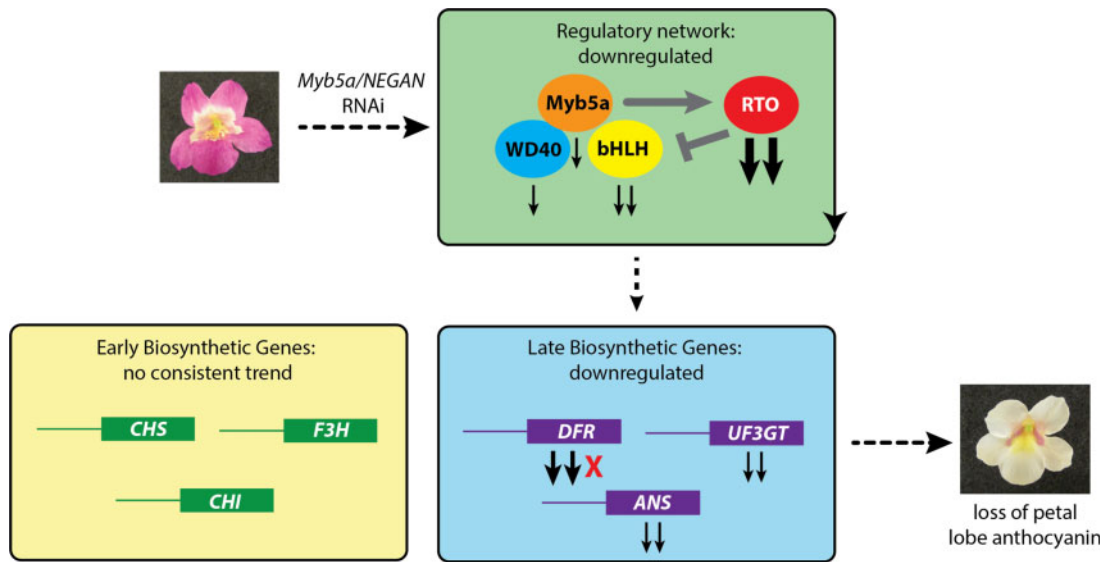 Regulatory network:
downregulated
Myb5a/NEGAN
RNAi
Myb5a
RTO
WD40
bHLH
Early Biosynthetic Genes:
no consistent trend
CHS
F3H
CHI
Late Biosynthetic Genes:
downregulated
DFR
UF3GT
X
ANS
loss of petal
lobe anthocyanin